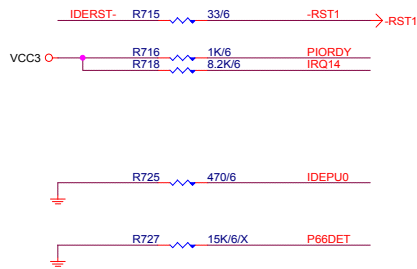 IDERST- R715 33/6 -RST1 -RST1
R716 1K/6 PIORDY
VCC3
R718 8.2K/6 IRQ14
R725 470/6 IDEPU0
R727 15K/6/X P66DET